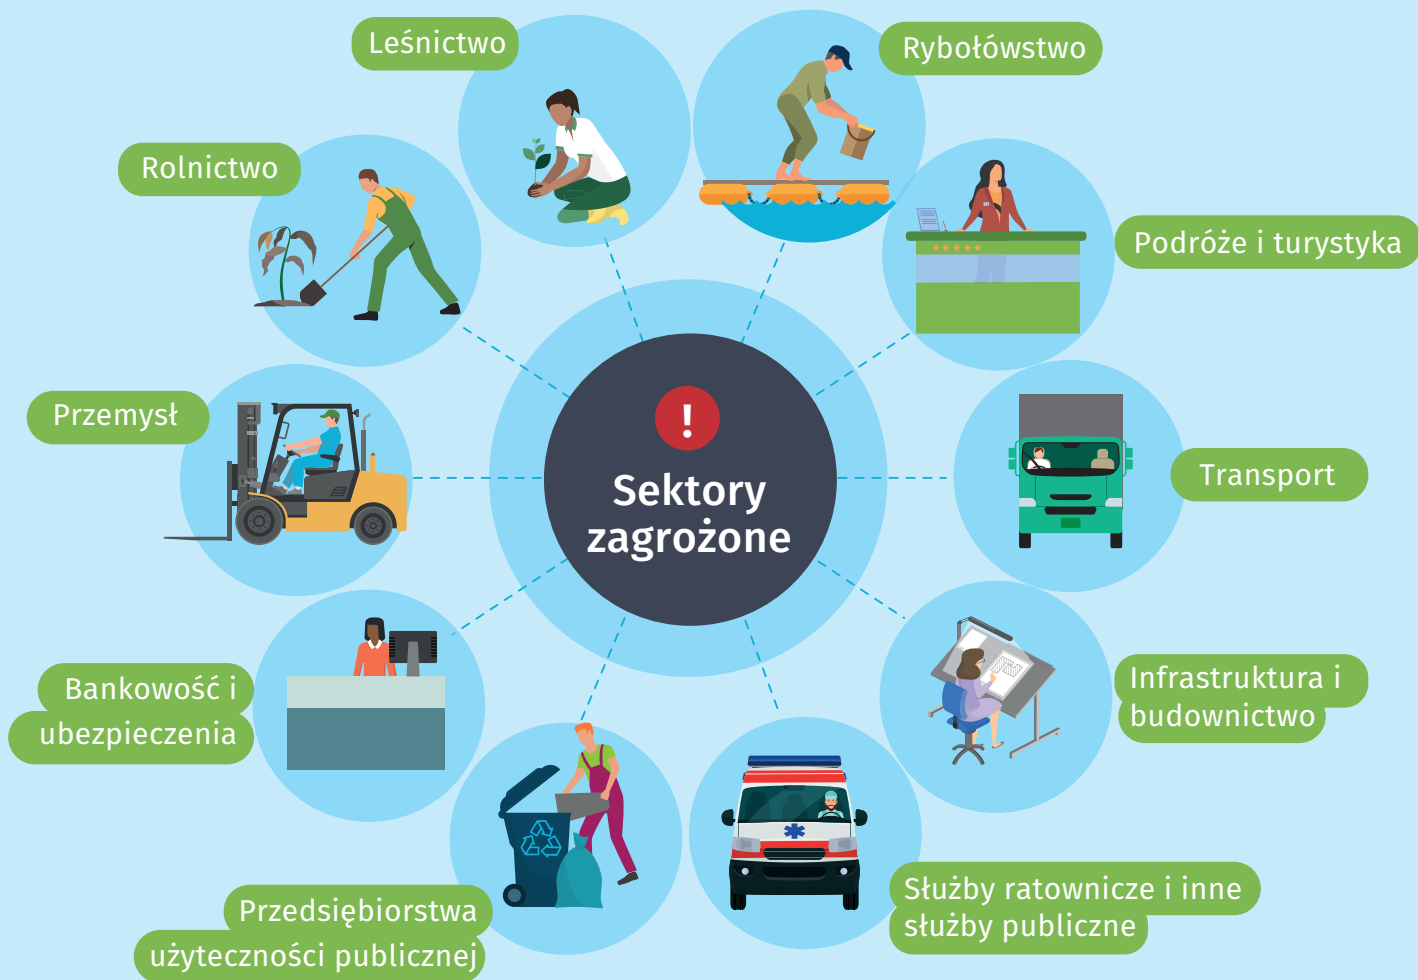 Leśnictwo
Rybołówstwo
Rolnictwo
Podróże i turystyka
Przemysł
!
Sektory
zagrożone
Transport
Bankowość i
ubezpieczenia
Infrastruktura i
budownictwo
Przedsiębiorstwa
użyteczności publicznej
Służby ratownicze i inne
służby publiczne